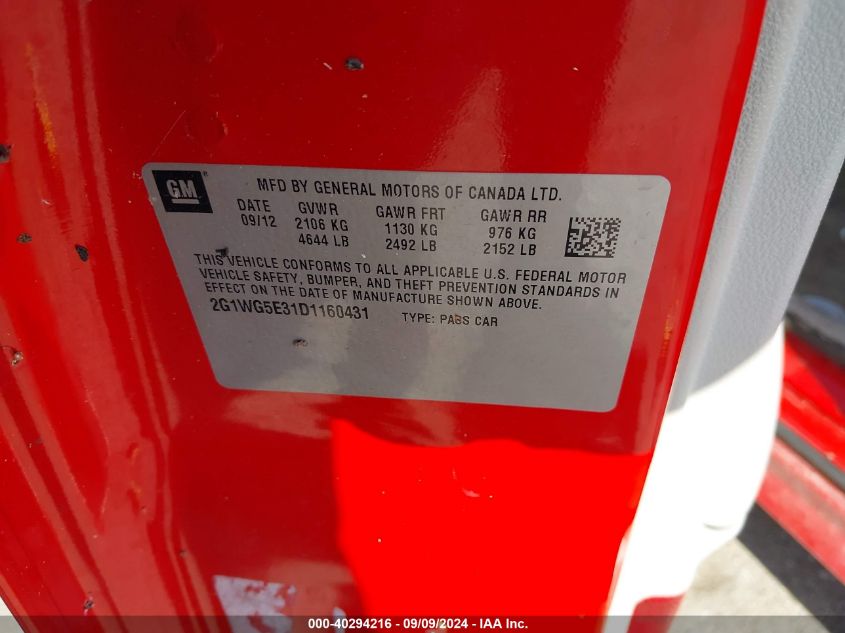 GM
MFD BY GENERAL MOTORS OF CANADA LTD.
DATE GVWR GAWR FRT GAWR RR
09/12 2106 KG 1130 KG 976 KG
4644 LB 2492 LB 2152 LB
THIS VEHICLE CONFORMS TO ALL APPLICABLE U.S. FEDERAL MOTOR
VEHICLE SAFETY, BUMPER, AND THEFT PREVENTION STANDARDS IN
EFFECT ON THE DATE OF MANUFACTURE SHOWN ABOVE.
2G1WG5E31D1160431 TYPE: PASS CAR
000-40294216 - 09/09/2024 - IAA Inc.